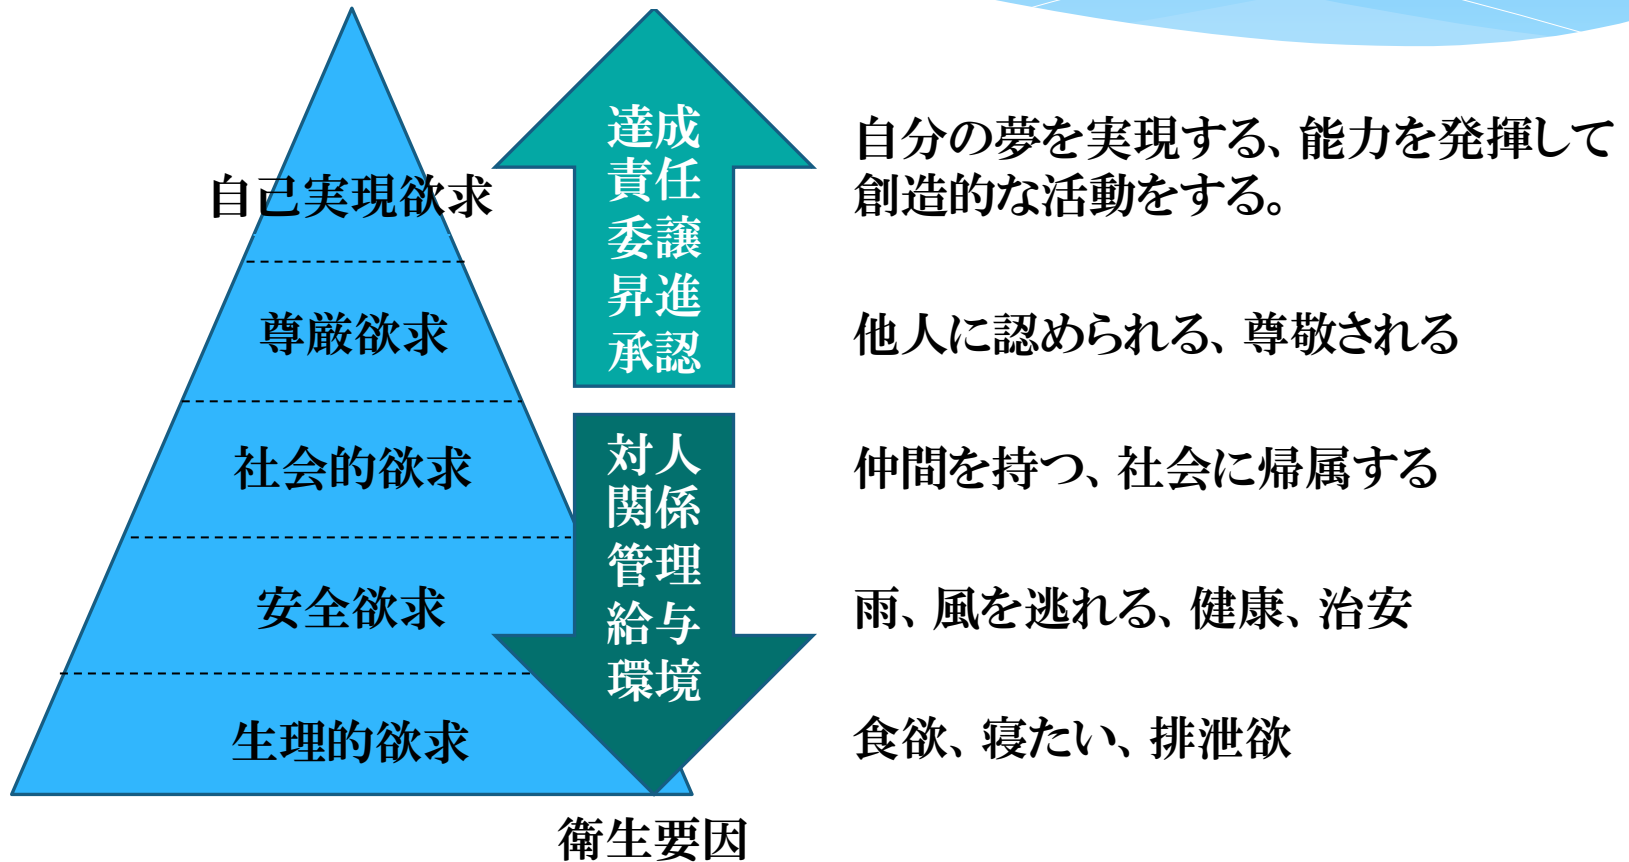 自己実現欲求
尊厳欲求
社会的欲求
安全欲求
生理的欲求
達成
責任
委譲
昇進
承認
対人
関係
管理
給与
環境
衛生要因
自分の夢を実現する、能力を発揮して
創造的な活動をする。
他人に認められる、尊敬される
仲間を持つ、社会に帰属する
雨、風を逃れる、健康、治安
食欲、寝たい、排泄欲